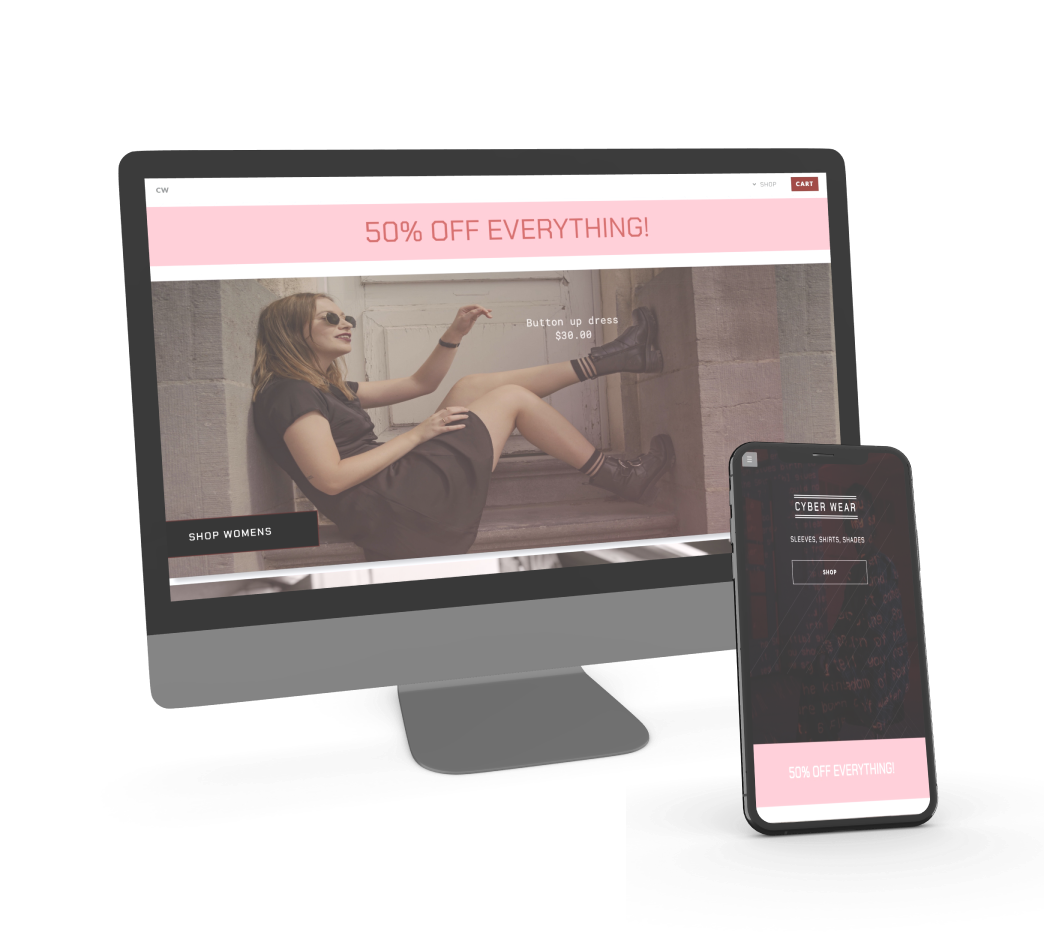 CW
SHOP
CART
50% OFF EVERYTHING!
Button up dress
$30.00
SHOP WOMENS
CYBER WEAR
SLEEVES, SHIRTS, SHADES
SHOP
50% OFF EVERYTHING!